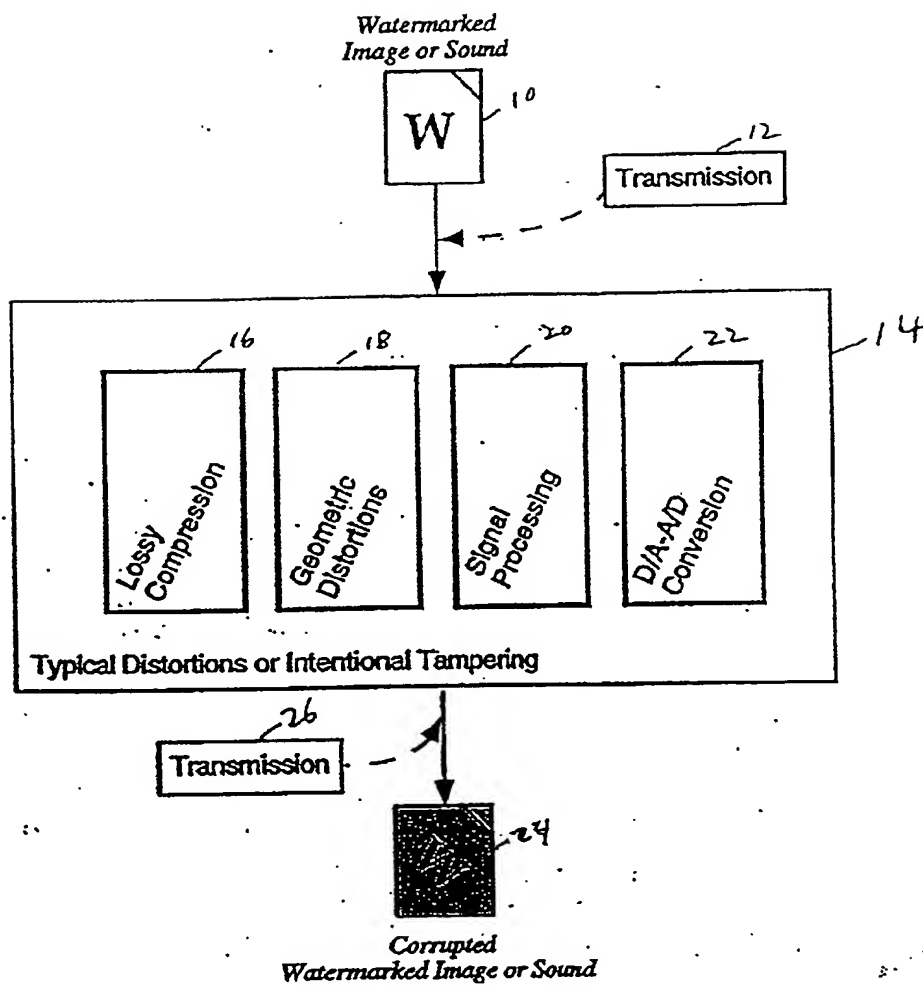 Watermarked
Image or Sound
W
10
12
Transmission
14
16
18
20
22
Lossy
Compression
Geometric
Distortions
Signal
Processing
D/A-A/D
Conversion
Typical Distortions or Intentional Tampering
26
Transmission
24
Corrupted
Watermarked Image or Sound